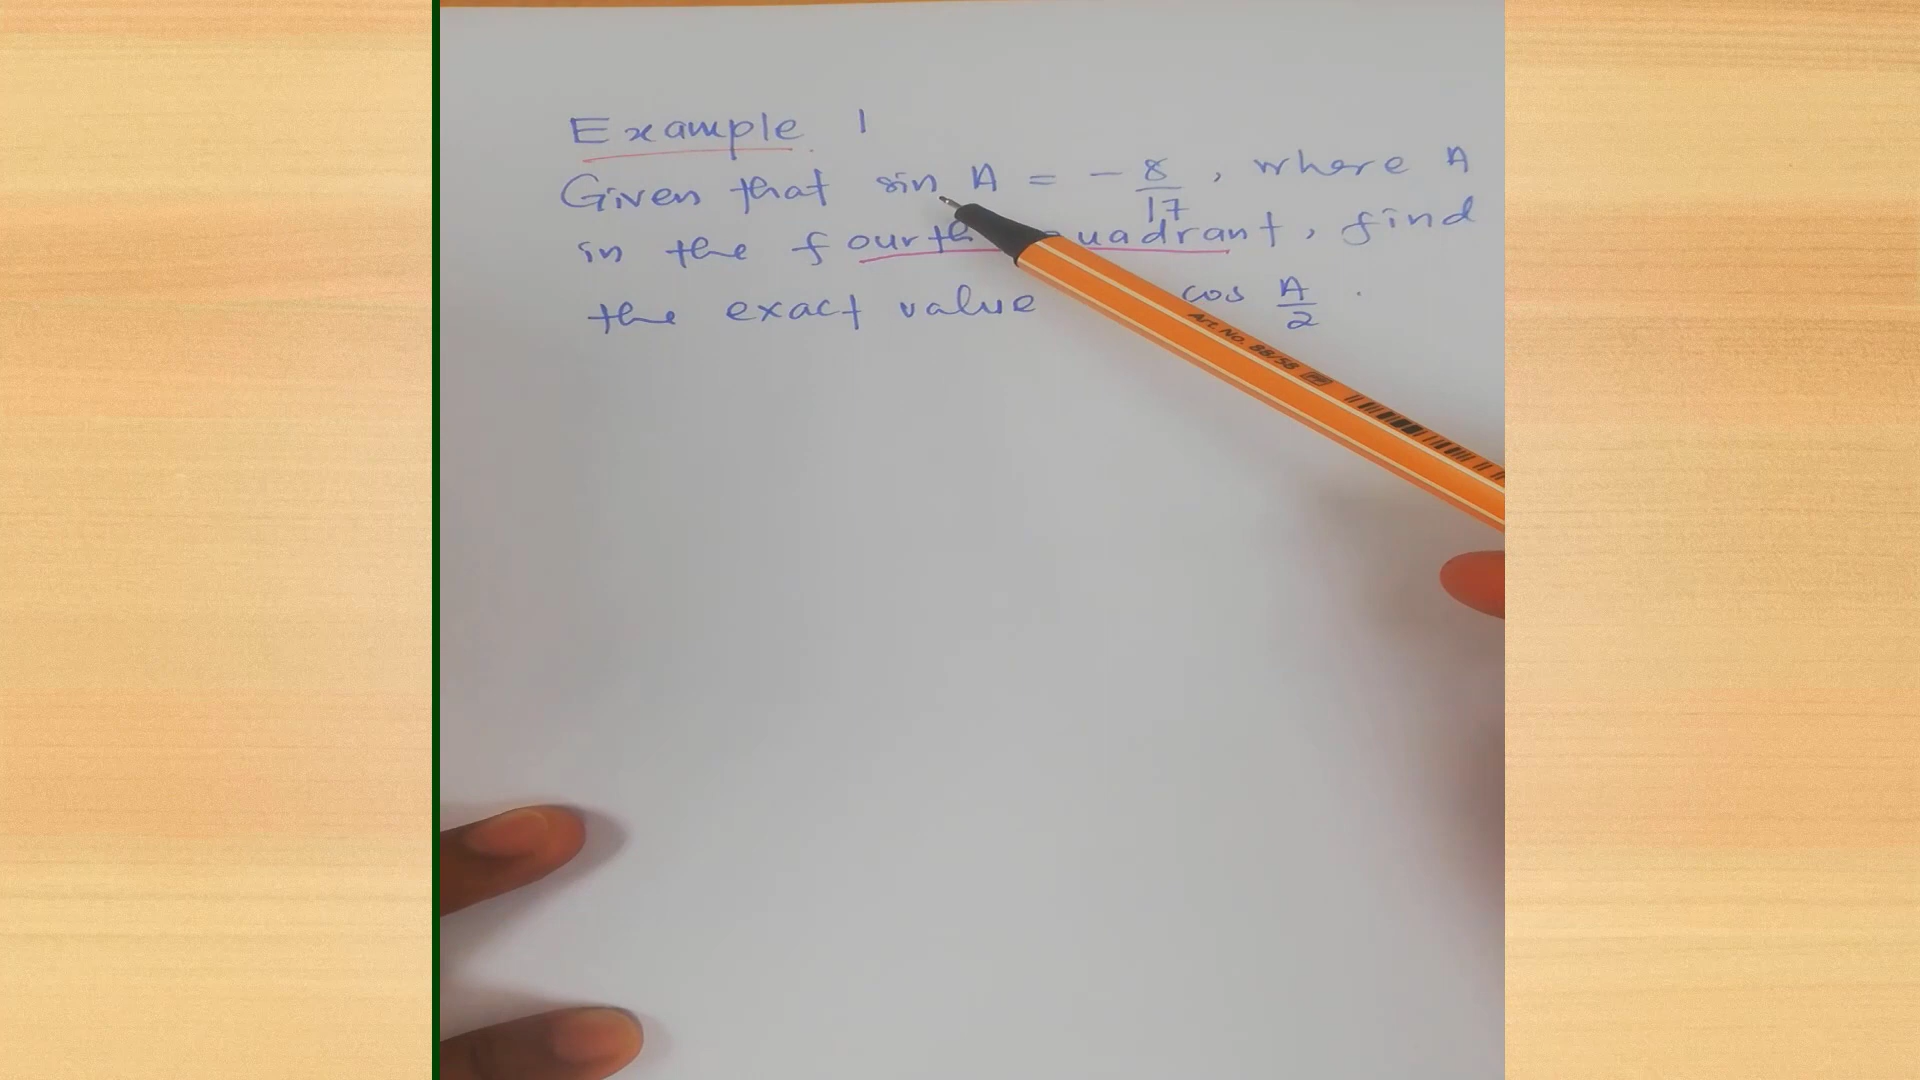 Example 1
Given that sin A = - 8/17, where A
in the fourth quadrant, find
the exact value cos A/2.
Art. No. 88/58